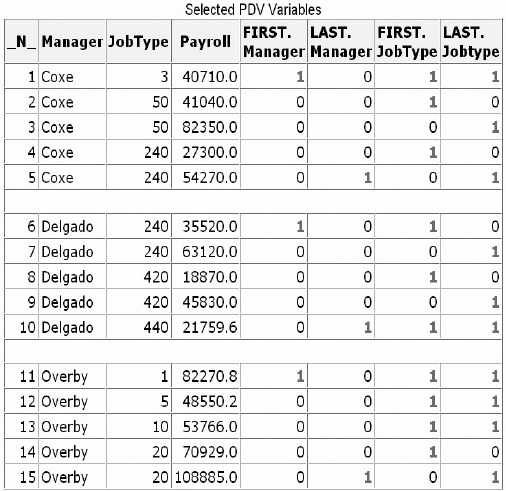 Selected PDV Variables
_N_ Manager JobType Payroll FIRST. Manager LAST. Manager FIRST. JobType LAST. Jobtype
1 Coxe 3 40710.0 1 0 1 1
2 Coxe 50 41040.0 0 0 1 0
3 Coxe 50 82350.0 0 0 0 1
4 Coxe 240 27300.0 0 0 1 0
5 Coxe 240 54270.0 0 1 0 1
6 Delgado 240 35520.0 1 0 1 0
7 Delgado 240 63120.0 0 0 0 1
8 Delgado 420 18870.0 0 0 1 0
9 Delgado 420 45830.0 0 0 0 1
10 Delgado 440 21759.6 0 1 1 1
11 Overby 1 82270.8 1 0 1 1
12 Overby 5 48550.2 0 0 1 1
13 Overby 10 53766.0 0 0 1 1
14 Overby 20 70929.0 0 0 1 0
15 Overby 20 108885.0 0 1 0 1